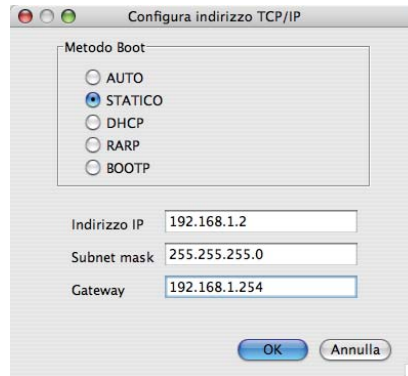 Configura indirizzo TCP/IP
Metodo Boot
AUTO
STATICO
DHCP
RARP
BOOTP
Indirizzo IP 192.168.1.2
Subnet mask 255.255.255.0
Gateway 192.168.1.254
OK Annulla